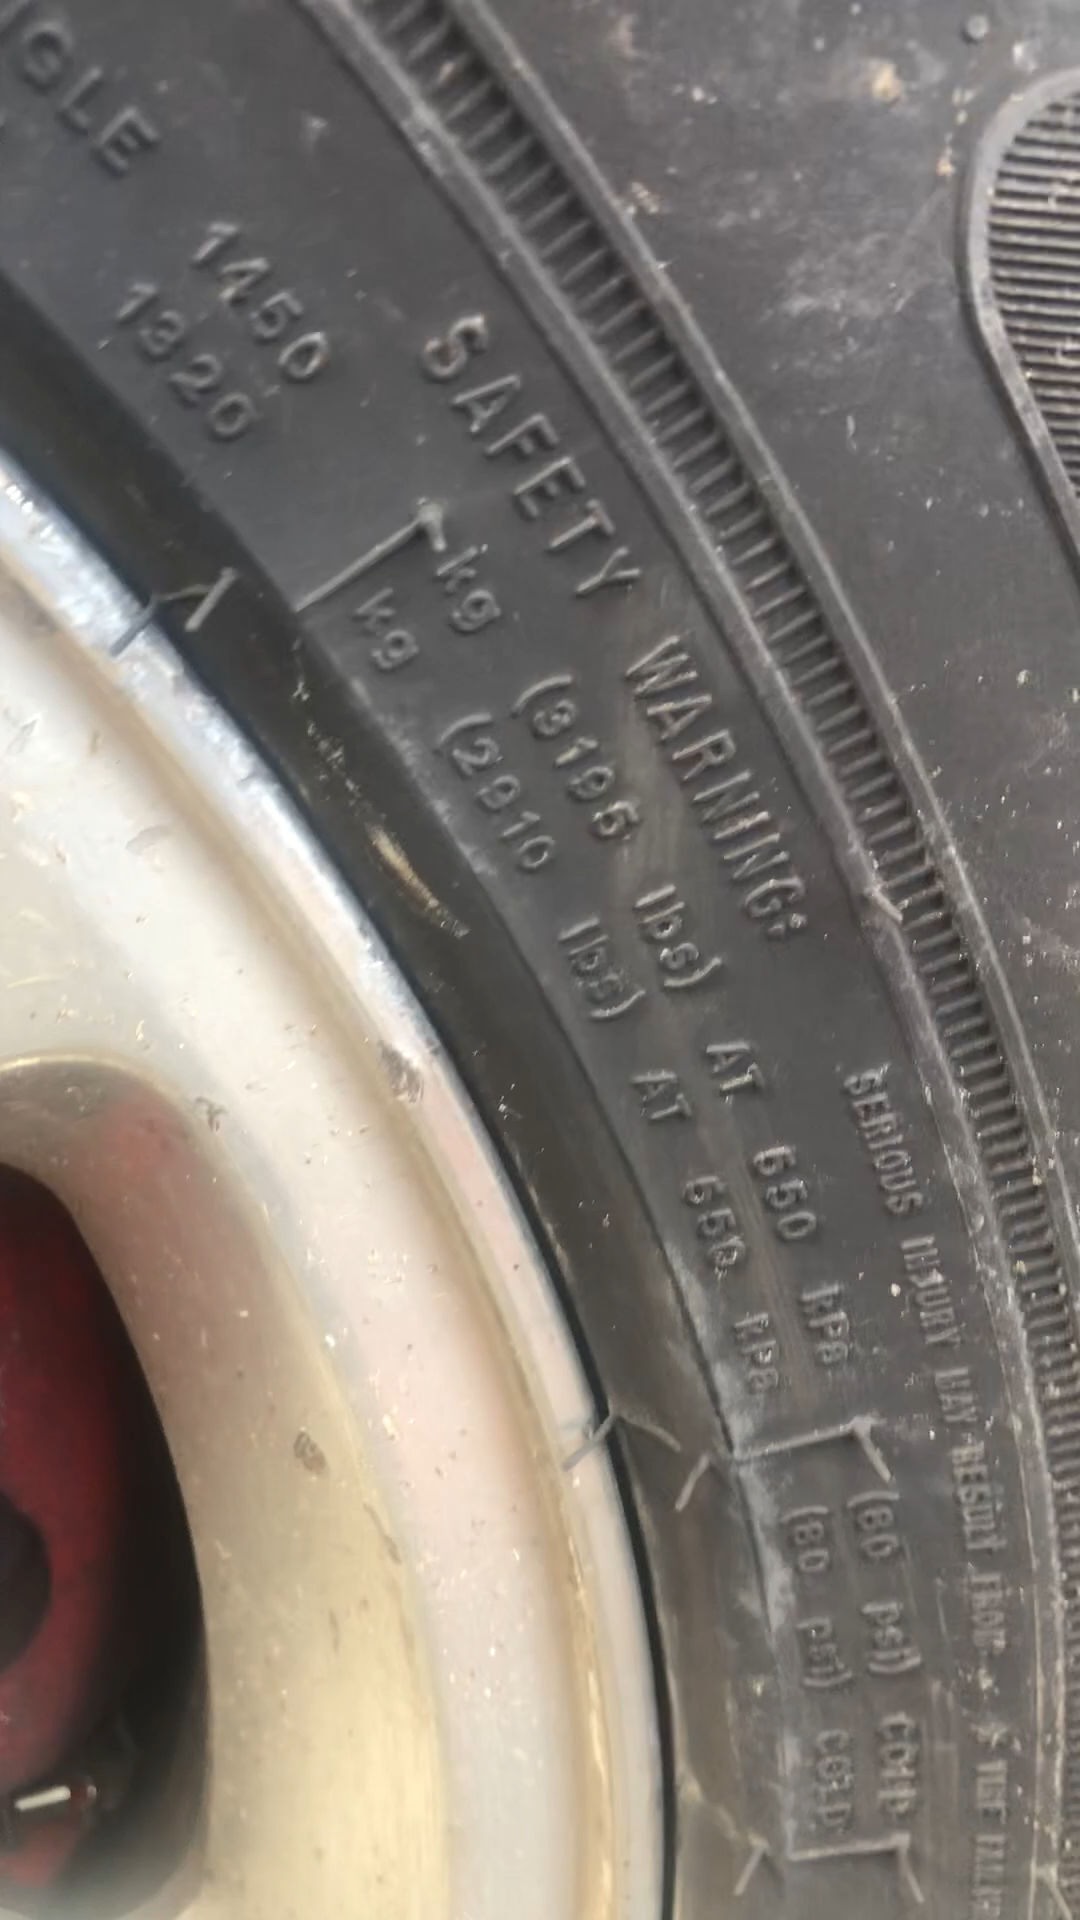 1450 kg (3195 lbs) AT 550 KPa (80 psi) COLD
1320 kg (2910 lbs) AT 550 KPa (80 psi) COLD
SAFETY WARNING:
SERIOUS INJURY MAY RESULT FROM